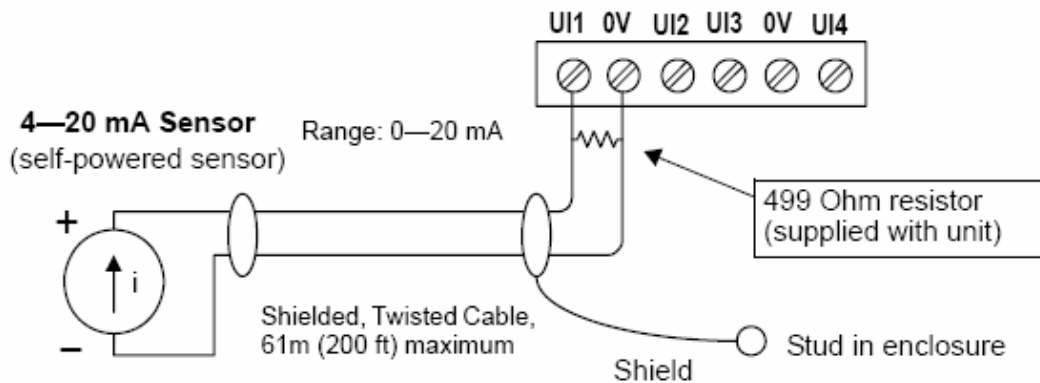 UI1 0V UI2 UI3 0V UI4
4—20 mA Sensor
(self-powered sensor)
Range: 0—20 mA
499 Ohm resistor
(supplied with unit)
+
i
–
Shielded, Twisted Cable,
61m (200 ft) maximum
Shield
Stud in enclosure